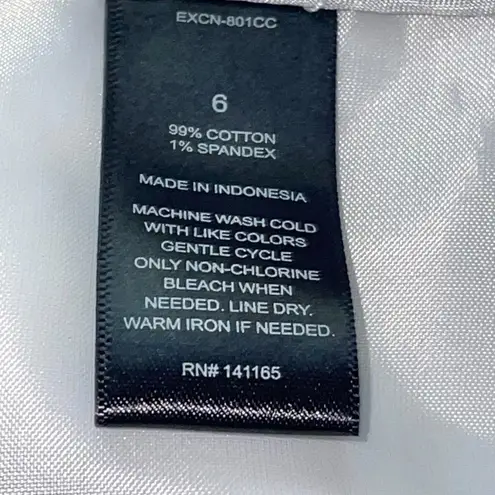 EXCN-801CC
6
99% COTTON
1% SPANDEX
MADE IN INDONESIA
MACHINE WASH COLD
WITH LIKE COLORS
GENTLE CYCLE
ONLY NON-CHLORINE
BLEACH WHEN
NEEDED. LINE DRY.
WARM IRON IF NEEDED.
RN# 141165